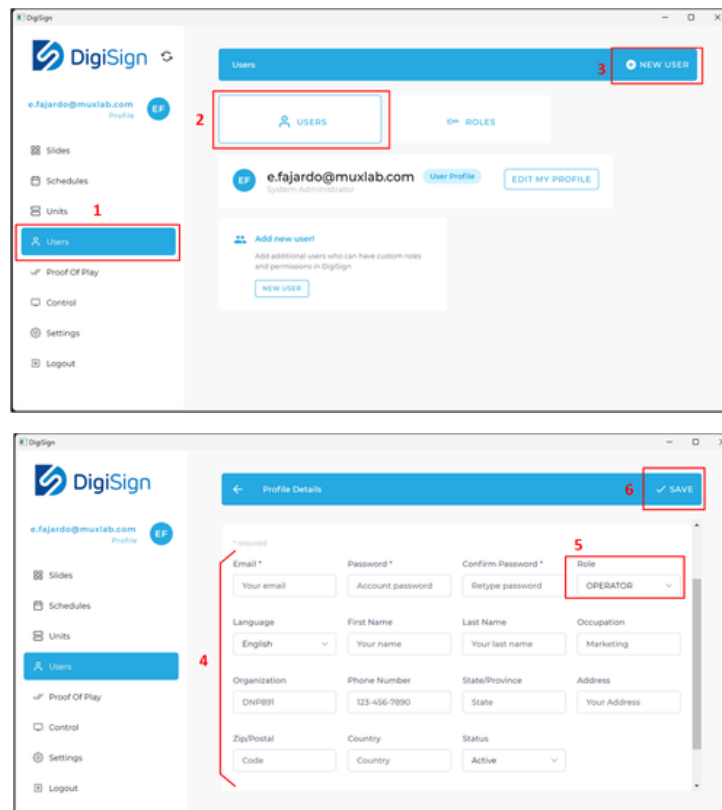 DigiSign
DigiSign
e.fajardo@muxlab.com
Profile
EF
Slides
Schedules
1
Units
Users
Proof Of Play
Control
Settings
Logout
Users
3
NEW USER
2
USERS
ROLES
EF
e.fajardo@muxlab.com
User Profile
EDIT MY PROFILE
System Administrator
Add new user!
Add additional users who can have custom roles
and permissions in DigiSign
NEW USER
DigiSign
DigiSign
e.fajardo@muxlab.com
Profile
EF
Slides
Schedules
Units
Users
Proof Of Play
Control
Settings
Logout
Profile Details
6
SAVE
* required
5
Email * Password * Confirm Password * Role
Your email Account password Retype password OPERATOR
Language First Name Last Name Occupation
English Your name Your last name Marketing
4
Organization Phone Number State/Province Address
DNP891 123-456-7890 State Your Address
Zip/Postal Country Status
Code Country Active